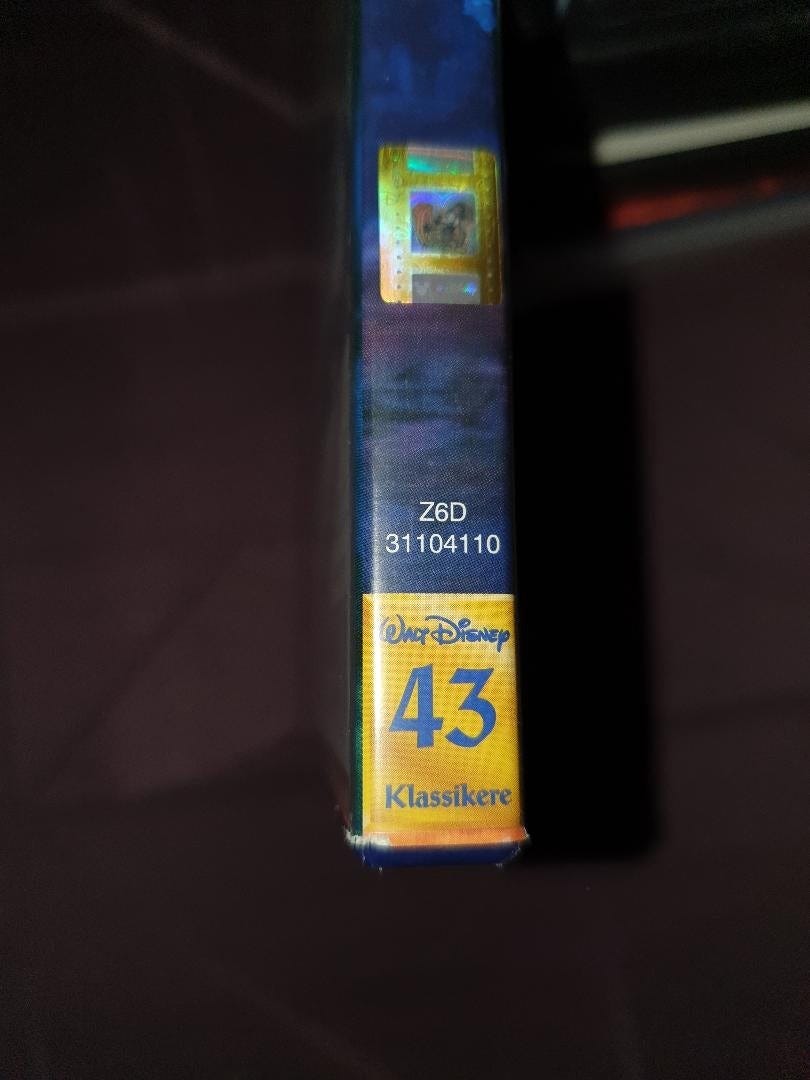 Z6D
31104110
Walt Disney
43
Klassikere